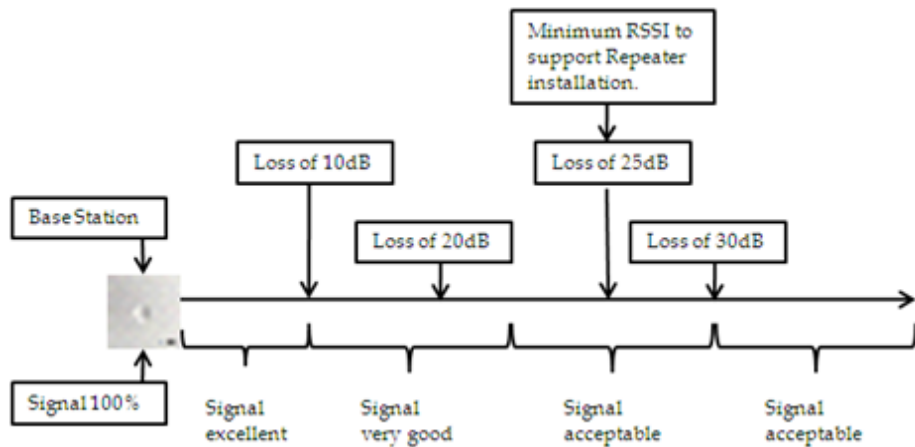 Minimum RSSI to
support Repeater
installation.
Loss of 10dB
Loss of 25dB
Base Station
Loss of 20dB
Loss of 30dB
Signal 100%
Signal
excellent
Signal
very good
Signal
acceptable
Signal
acceptable